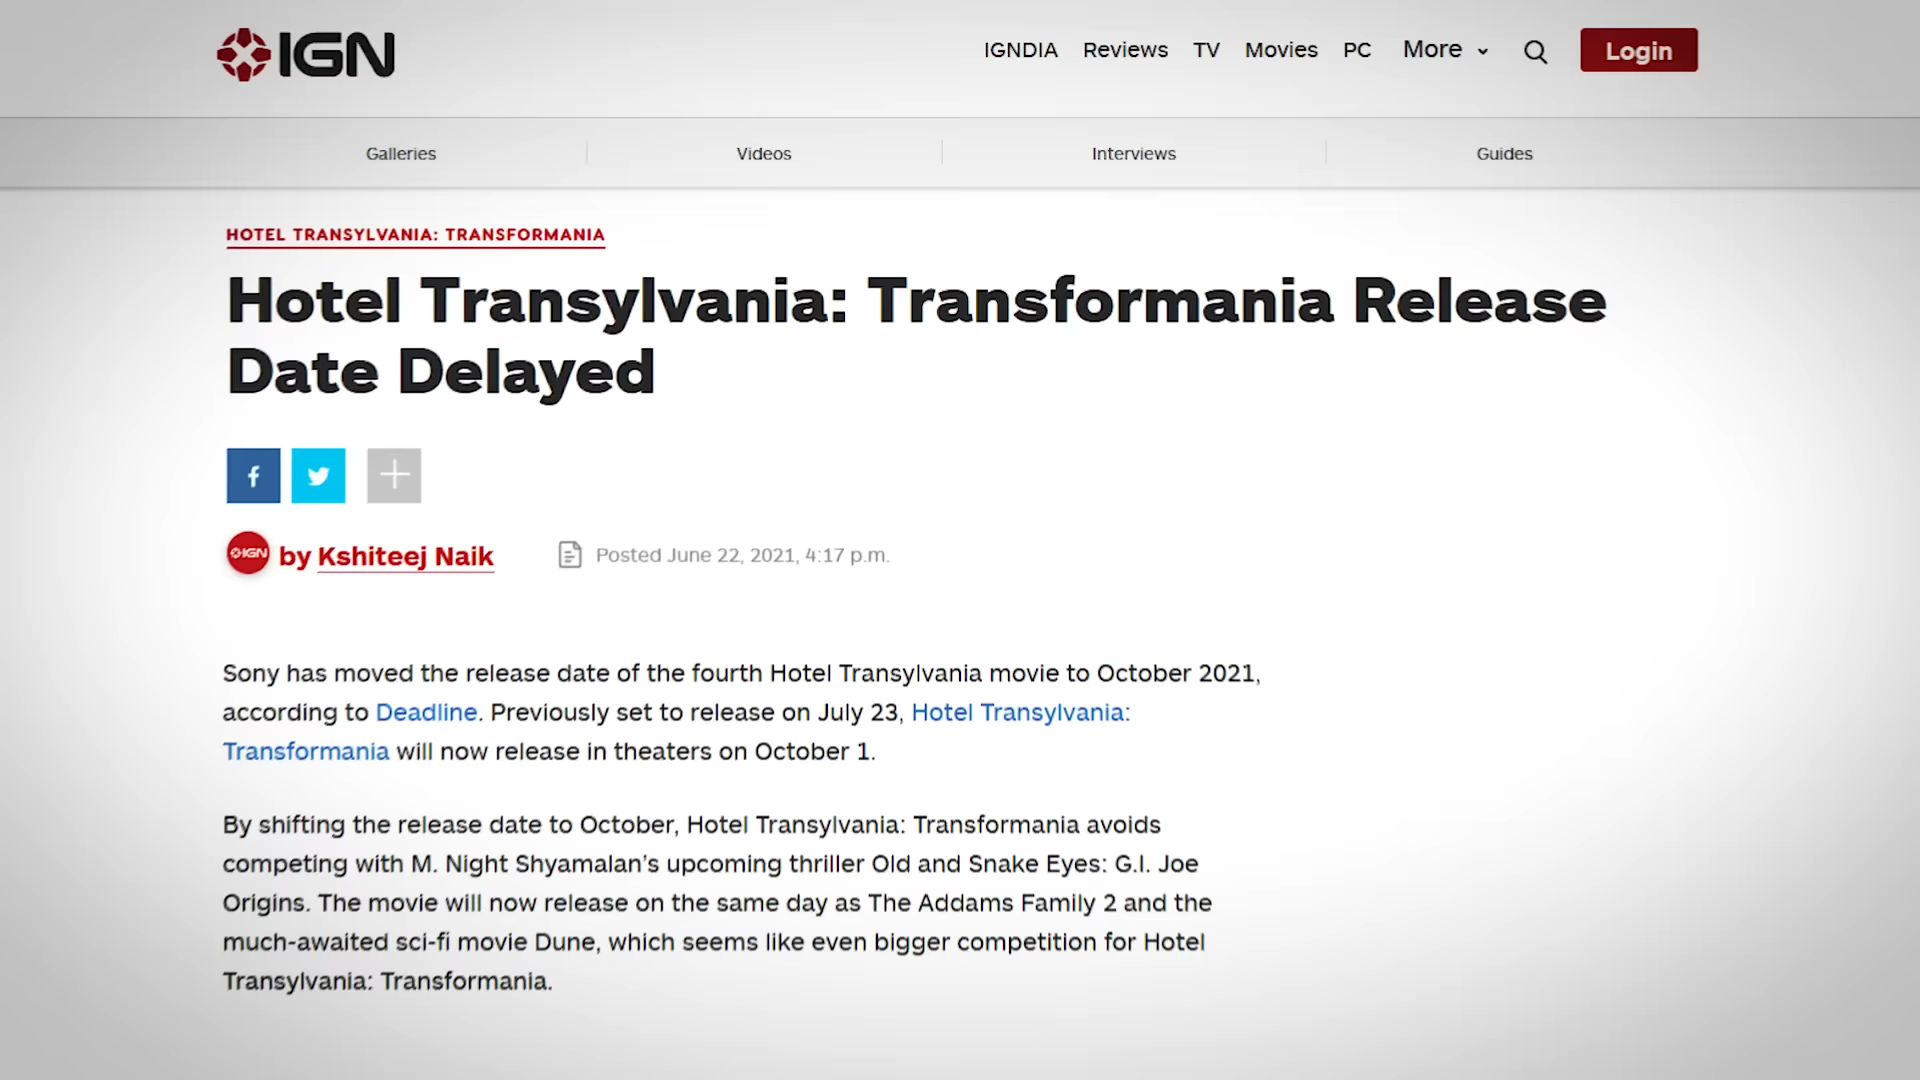 IGN
IGNDIA Reviews TV Movies PC More Login
Galleries Videos Interviews Guides
HOTEL TRANSYLVANIA: TRANSFORMANIA
Hotel Transylvania: Transformania Release
Date Delayed
IGN by Kshiteej Naik Posted June 22, 2021, 4:17 p.m.
Sony has moved the release date of the fourth Hotel Transylvania movie to October 2021,
according to Deadline. Previously set to release on July 23, Hotel Transylvania:
Transformania will now release in theaters on October 1.
By shifting the release date to October, Hotel Transylvania: Transformania avoids
competing with M. Night Shyamalan’s upcoming thriller Old and Snake Eyes: G.I. Joe
Origins. The movie will now release on the same day as The Addams Family 2 and the
much-awaited sci-fi movie Dune, which seems like even bigger competition for Hotel
Transylvania: Transformania.